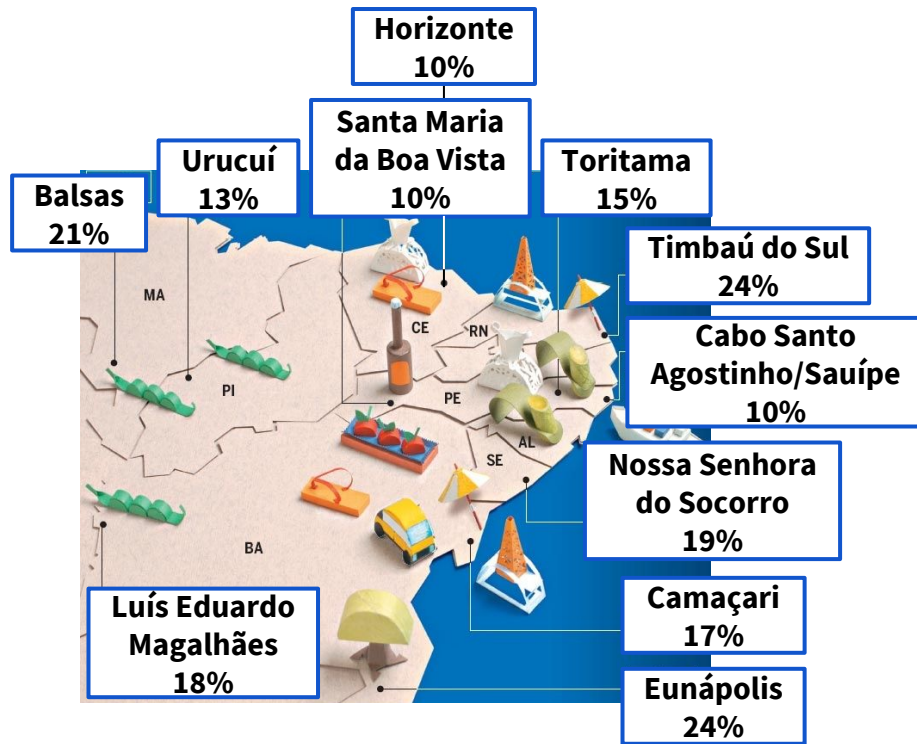 Horizonte
10%
Santa Maria
da Boa Vista
10%
Urucuí
13%
Toritama
15%
Balsas
21%
Timbaú do Sul
24%
Cabo Santo
Agostinho/Sauípe
10%
Nossa Senhora
do Socorro
19%
Camaçari
17%
Eunápolis
24%
Luís Eduardo
Magalhães
18%
MA
CE
RN
PI
PE
AL
SE
BA